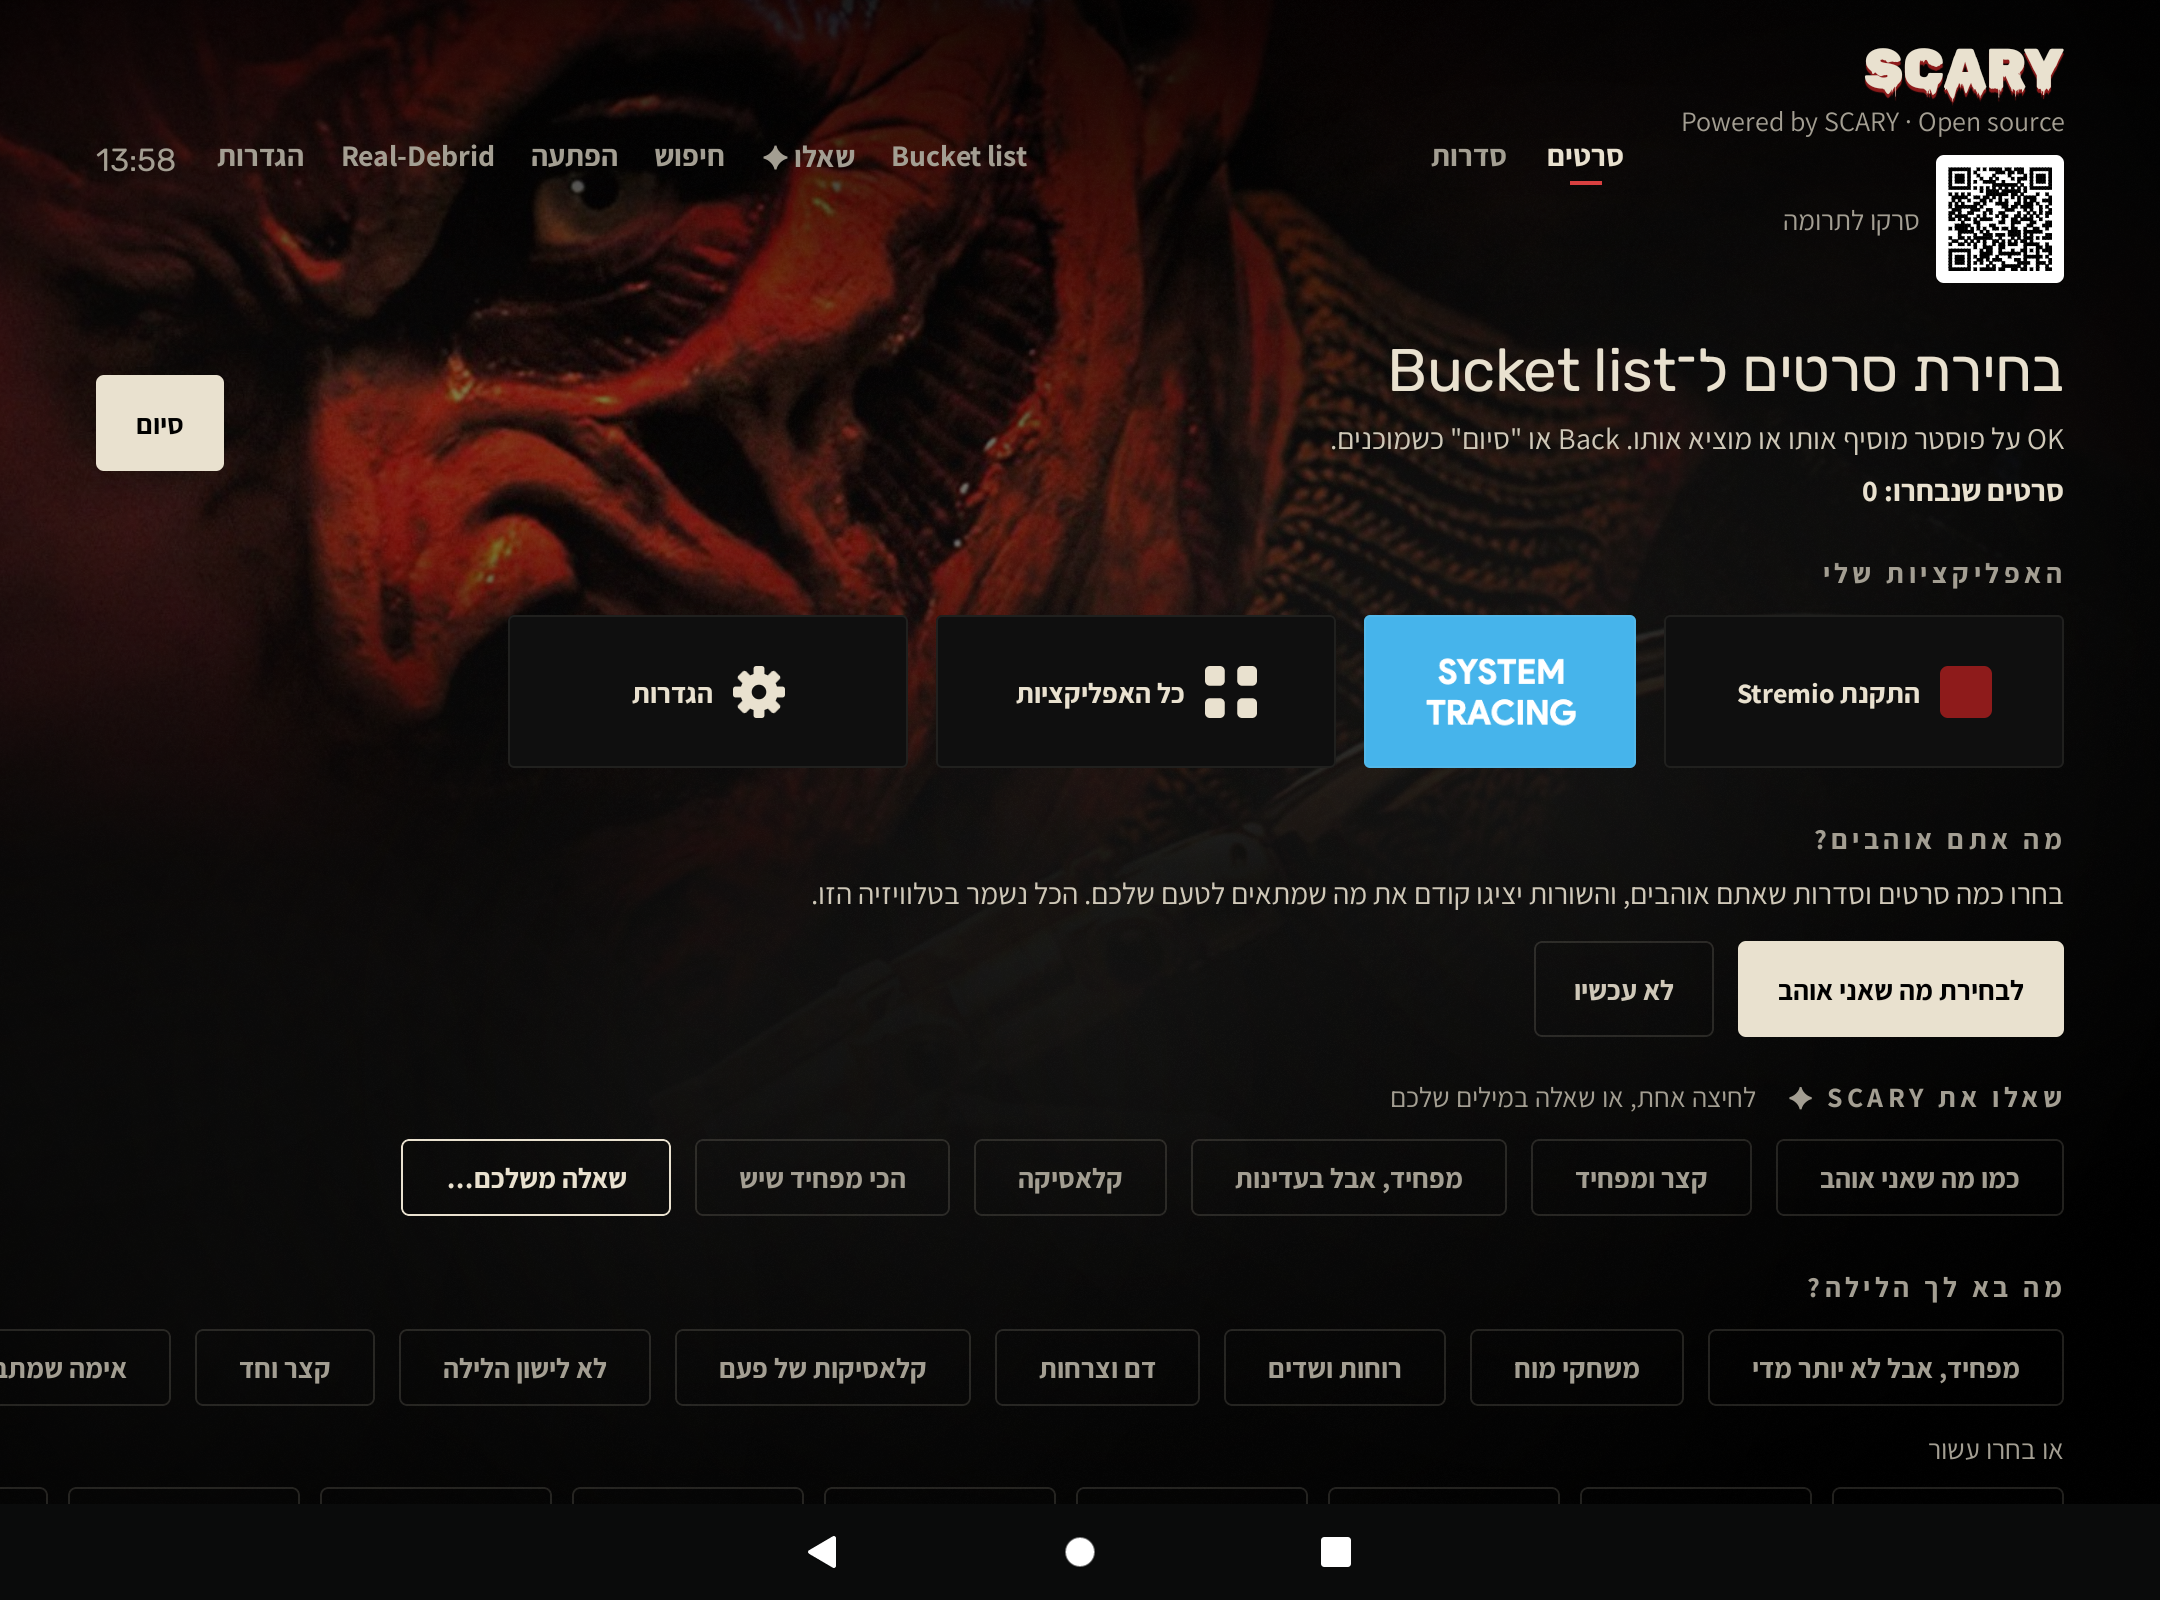 SCARY
Powered by SCARY · Open source
סרטים סדרות
Bucket list שאלו חיפוש הפתעה Real-Debrid הגדרות 13:58
סרקו לתרומה
בחירת סרטים ל־Bucket list
OK על פוסטר מוסיף אותו או מוציא אותו. Back או "סיום" כשמוכנים.
סיום
סרטים שנבחרו: 0
האפליקציות שלי
התקנת Stremio
SYSTEM
TRACING
כל האפליקציות
הגדרות
מה אתם אוהבים?
בחרו כמה סרטים וסדרות שאתם אוהבים, והשורות יציגו קודם את מה שמתאים לטעם שלכם. הכל נשמר בטלוויזיה הזו.
לבחירת מה שאני אוהב
לא עכשיו
שאלו את SCARY לחיצה אחת, או שאלה במילים שלכם
כמו מה שאני אוהב
קצר ומפחיד
מפחיד, אבל בעדינות
קלאסיקה
הכי מפחיד שיש
שאלה משלכם...
מה בא לך הלילה?
מפחיד, אבל לא יותר מדי
משחקי מוח
רוחות ושדים
דם וצרחות
קלאסיקות של פעם
לא לישון הלילה
קצר וחד
אימה
או בחרו עשור